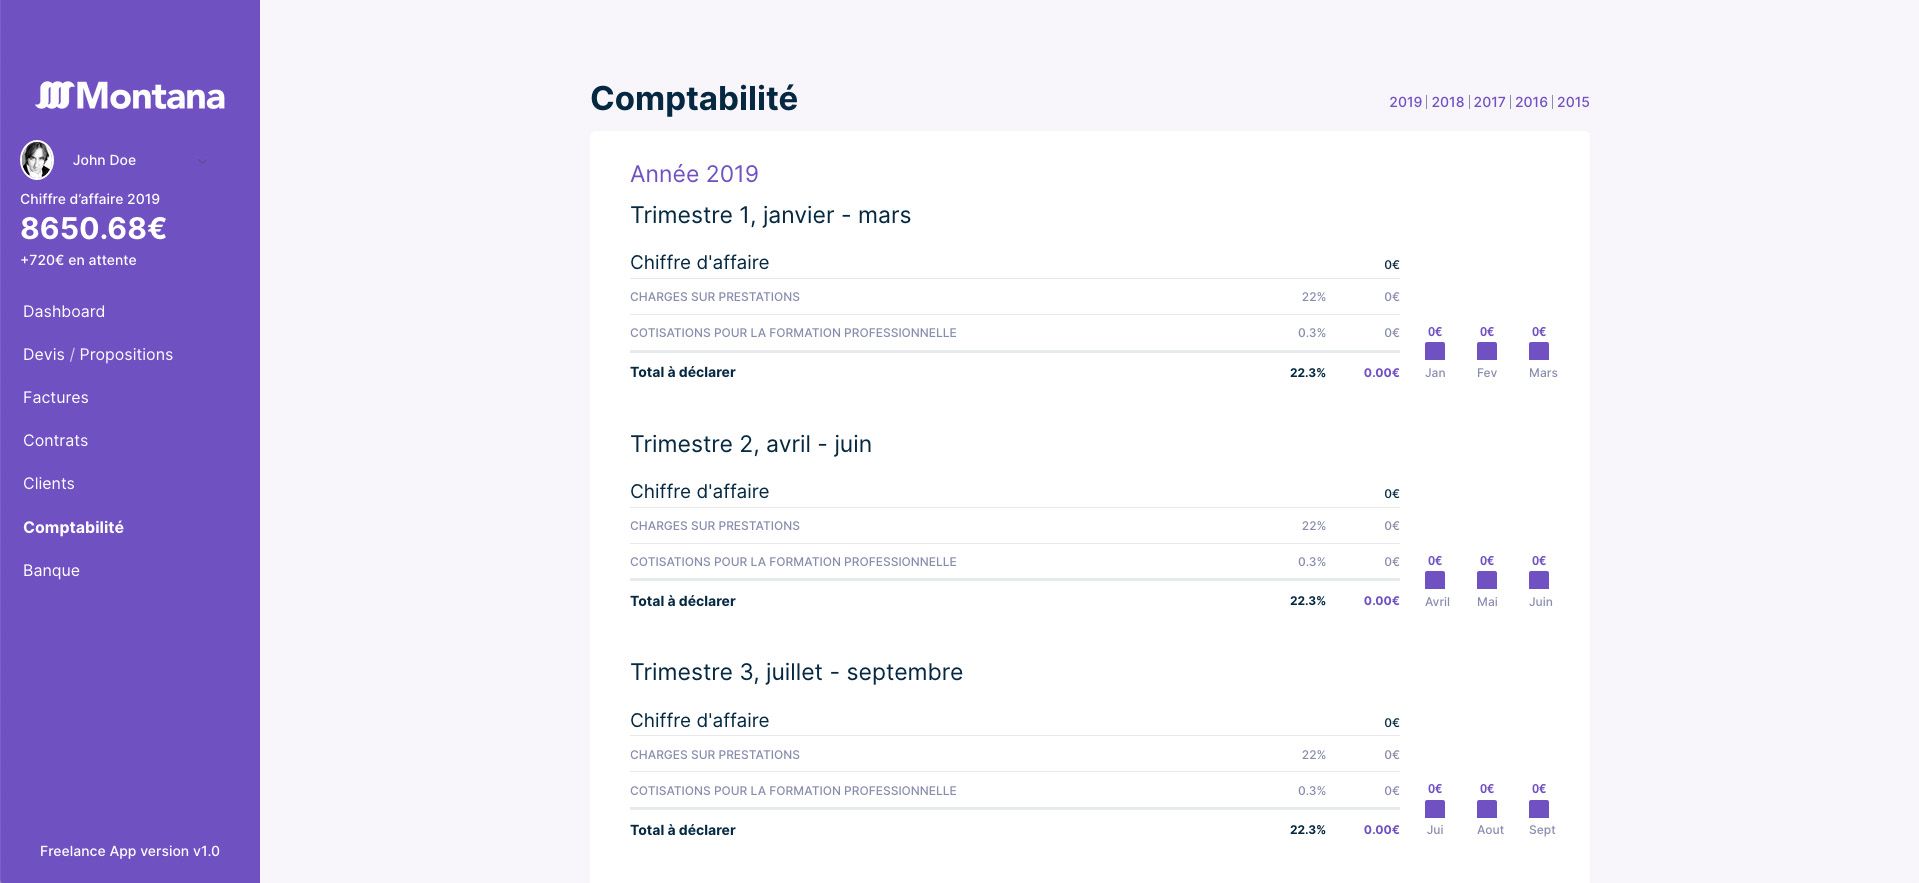 Montana
John Doe
Chiffre d'affaire 2019
8650.68€
+720€ en attente
Dashboard
Devis / Propositions
Factures
Contrats
Clients
Comptabilité
Banque
Freelance App version v1.0
Comptabilité
2019 | 2018 | 2017 | 2016 | 2015
Année 2019
Trimestre 1, janvier - mars
Chiffre d'affaire 0€
CHARGES SUR PRESTATIONS 22% 0€
COTISATIONS POUR LA FORMATION PROFESSIONNELLE 0.3% 0€
Total à déclarer 22.3% 0.00€
0€ 0€ 0€
Jan Fev Mars
Trimestre 2, avril - juin
Chiffre d'affaire 0€
CHARGES SUR PRESTATIONS 22% 0€
COTISATIONS POUR LA FORMATION PROFESSIONNELLE 0.3% 0€
Total à déclarer 22.3% 0.00€
0€ 0€ 0€
Avril Mai Juin
Trimestre 3, juillet - septembre
Chiffre d'affaire 0€
CHARGES SUR PRESTATIONS 22% 0€
COTISATIONS POUR LA FORMATION PROFESSIONNELLE 0.3% 0€
Total à déclarer 22.3% 0.00€
0€ 0€ 0€
Jui Aout Sept